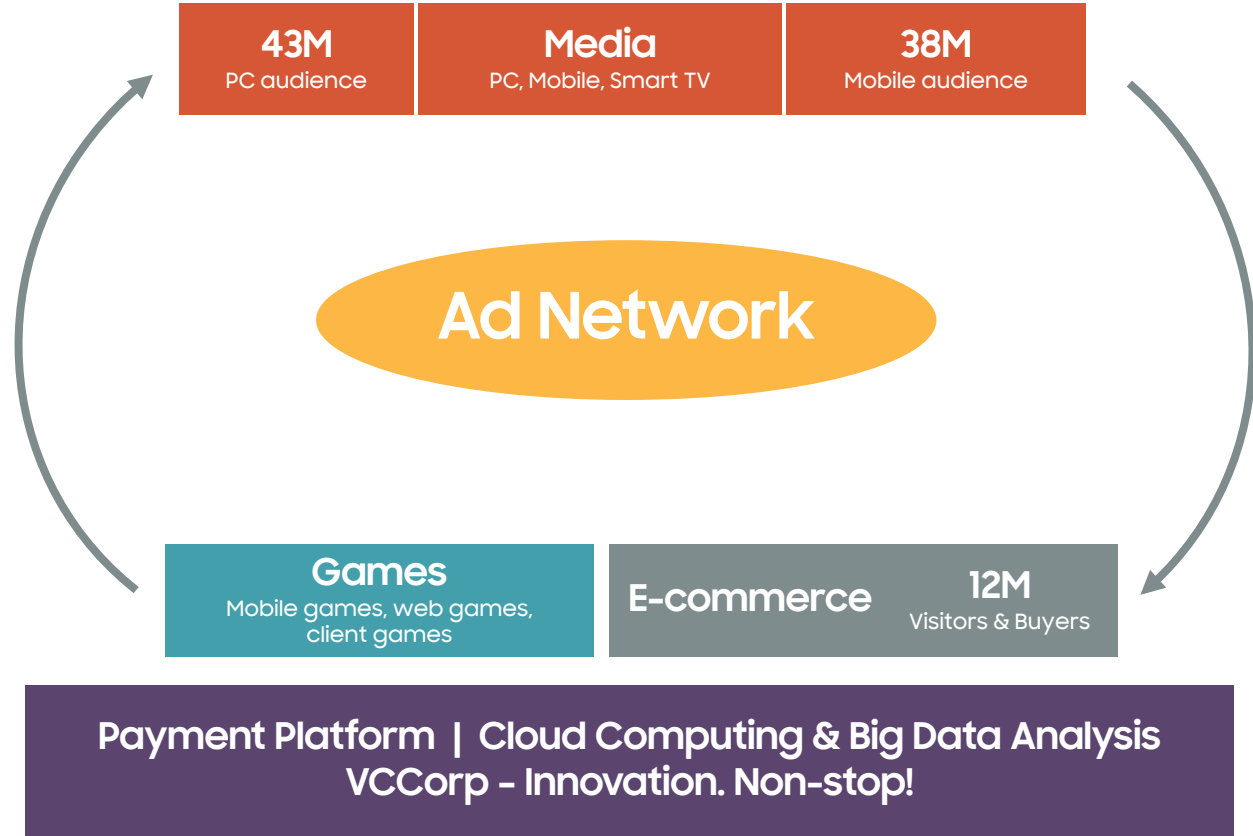 43M
PC audience
Media
PC, Mobile, Smart TV
38M
Mobile audience
Ad Network
Games
Mobile games, web games,
client games
E-commerce
12M
Visitors & Buyers
Payment Platform | Cloud Computing & Big Data Analysis
VCCorp - Innovation. Non-stop!